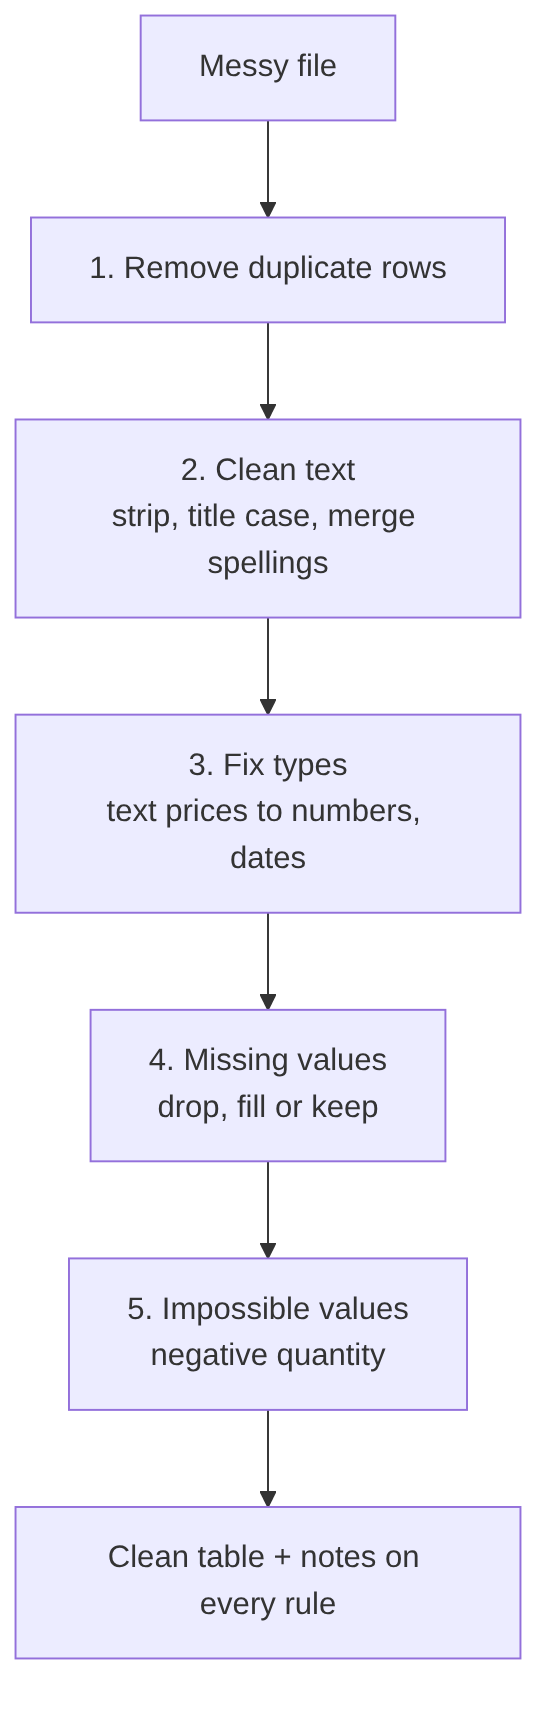 Messy file
1. Remove duplicate rows
2. Clean text
strip, title case, merge
spellings
3. Fix types
text prices to numbers,
dates
4. Missing values
drop, fill or keep
5. Impossible values
negative quantity
Clean table + notes on
every rule